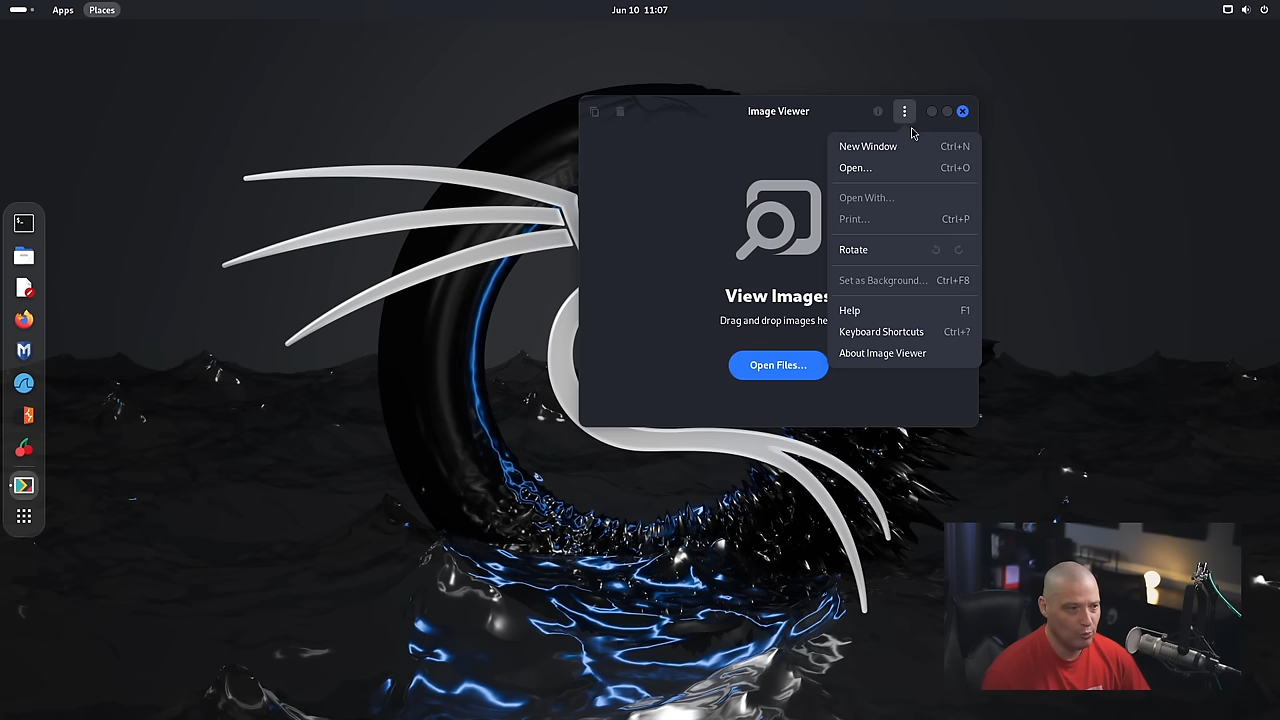 Apps Places Jun 10 11:07
Image Viewer
New Window Ctrl+N
Open... Ctrl+O
Open With...
Print... Ctrl+P
Rotate
Set as Background... Ctrl+F8
Help F1
Keyboard Shortcuts Ctrl+?
About Image Viewer
View Images
Drag and drop images he
Open Files...